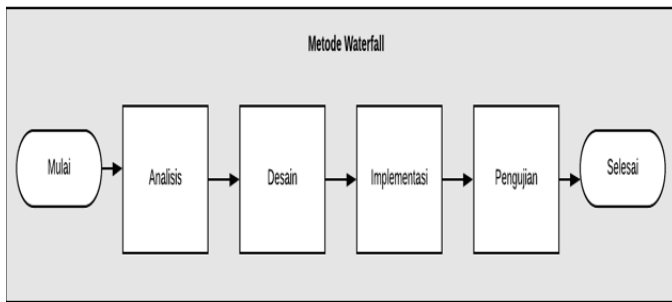 Metode Waterfall
Mulai
Analisis
Desain
Implementasi
Pengujian
Selesai